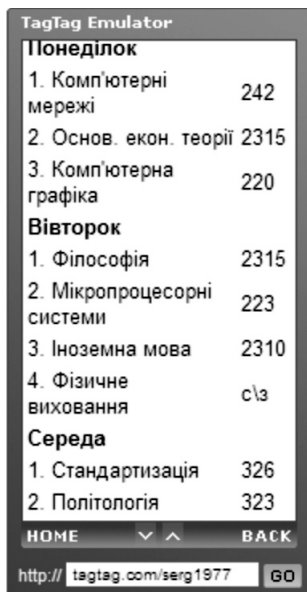 TagTag Emulator
Понеділок
1. Комп'ютерні
мережі 242
2. Основ. екон. теорії 2315
3. Комп'ютерна
графіка 220
Вівторок
1. Філософія 2315
2. Мікропроцесорні
системи 223
3. Іноземна мова 2310
4. Фізичне
виховання с\з
Середа
1. Стандартизація 326
2. Політологія 323
HOME BACK
http:// tagtag.com/serg1977 GO